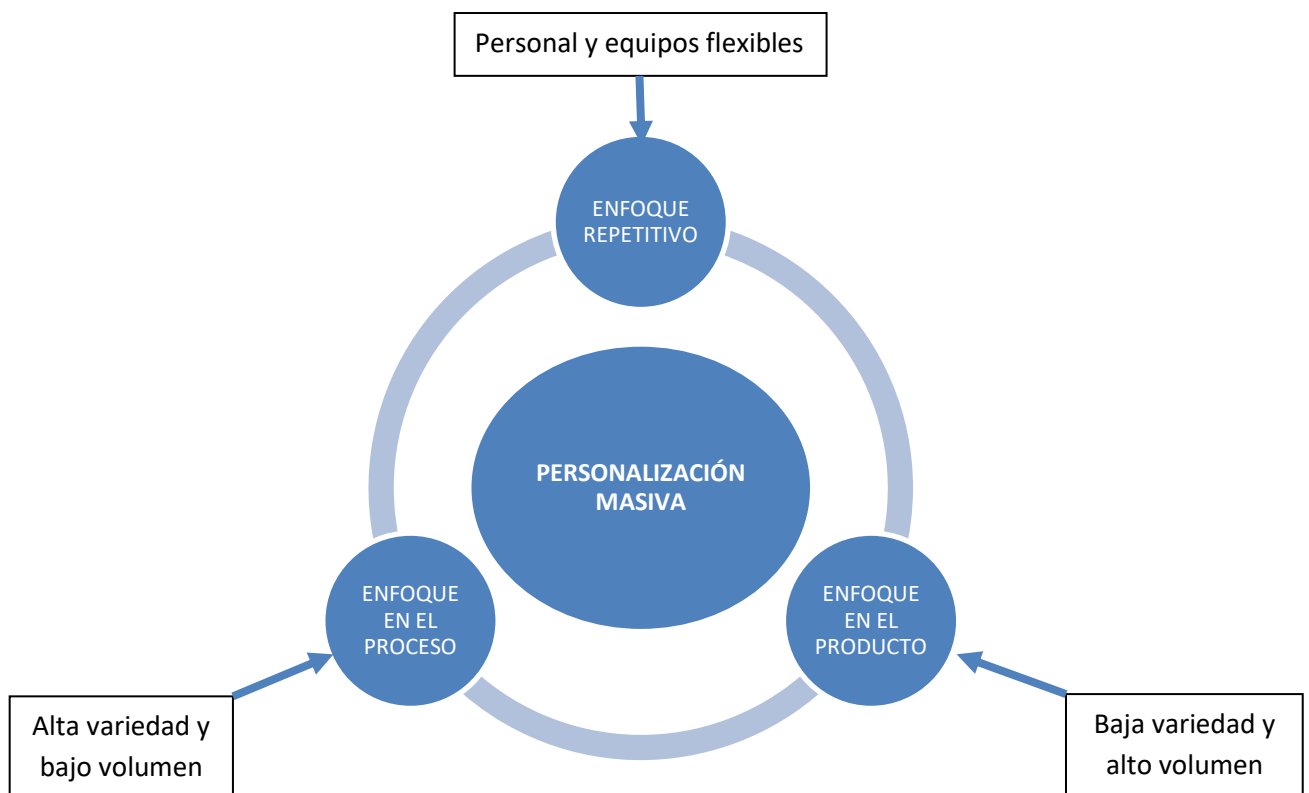 Personal y equipos flexibles
ENFOQUE
REPETITIVO
PERSONALIZACIÓN
MASIVA
ENFOQUE
EN EL
PROCESO
ENFOQUE
EN EL
PRODUCTO
Alta variedad y
bajo volumen
Baja variedad y
alto volumen